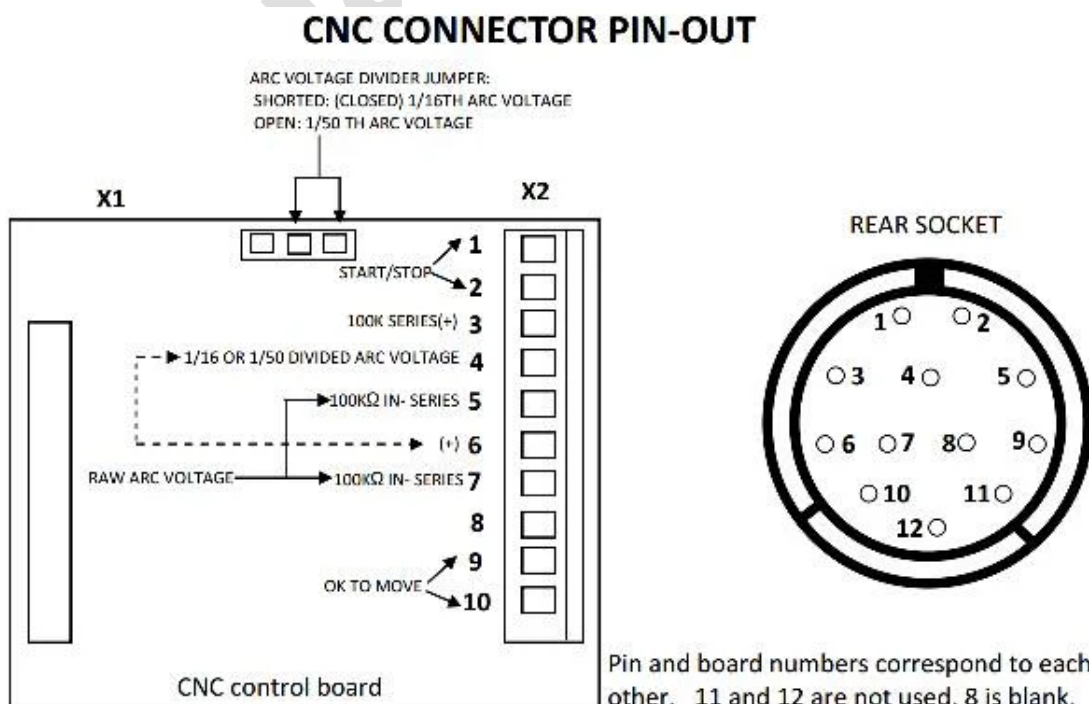 CNC CONNECTOR PIN-OUT
ARC VOLTAGE DIVIDER JUMPER:
SHORTED: (CLOSED) 1/16TH ARC VOLTAGE
OPEN: 1/50 TH ARC VOLTAGE
X1
X2
START/STOP
1
2
100K SERIES(+) 3
1/16 OR 1/50 DIVIDED ARC VOLTAGE 4
100KΩ IN- SERIES 5
(+) 6
RAW ARC VOLTAGE
100KΩ IN- SERIES 7
8
OK TO MOVE
9
10
CNC control board
REAR SOCKET
1
2
3
4
5
6
7
8
9
10
11
12
Pin and board numbers correspond to each
other. 11 and 12 are not used. 8 is blank.